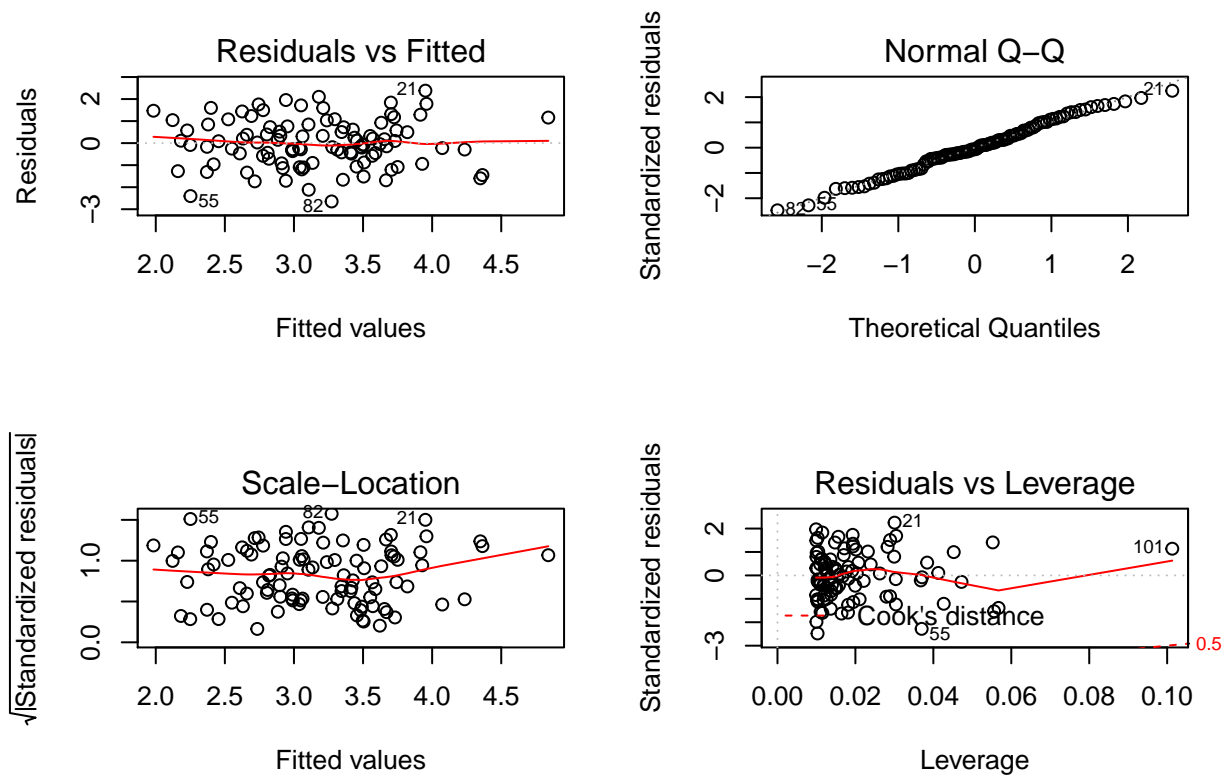 Residuals vs Fitted
Residuals
2
0
−3
21
55
82
2.0 2.5 3.0 3.5 4.0 4.5
Fitted values
Normal Q−Q
Standardized residuals
2
0
−2
21
82
55
−2 −1 0 1 2
Theoretical Quantiles
Scale−Location
√|Standardized residuals|
1.0
0.0
55
82
21
2.0 2.5 3.0 3.5 4.0 4.5
Fitted values
Residuals vs Leverage
Standardized residuals
2
0
−3
21
101
Cook's distance
55
0.5
0.00 0.02 0.04 0.06 0.08 0.10
Leverage